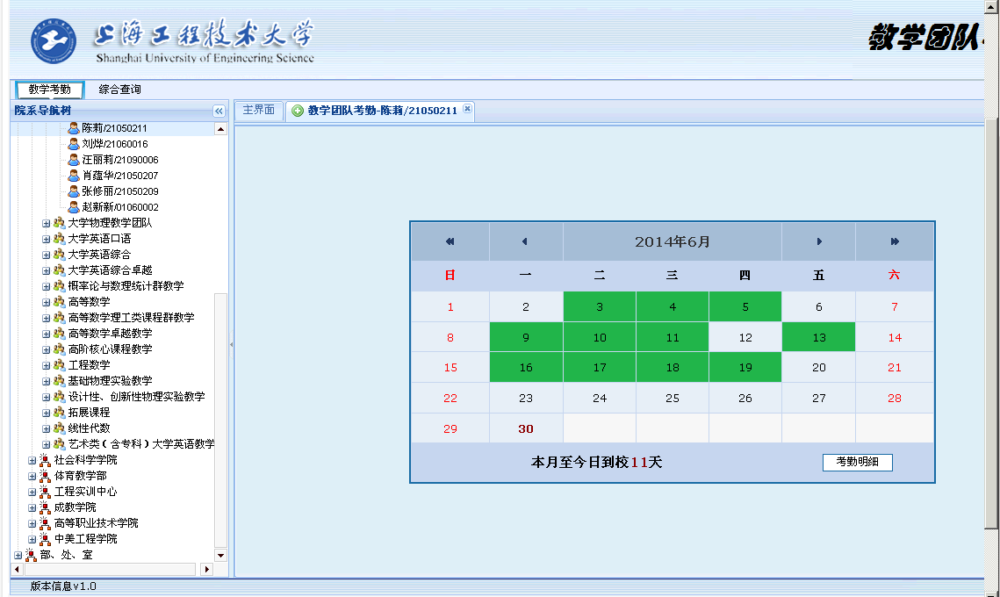 上海工程技术大学
Shanghai University of Engineering Science
教学团队
教学考勤 综合查询
院系导航树
主界面 教学团队考勤-陈莉/21050211
陈莉/21050211
刘烨/21060016
汪丽莉/21090006
肖蕴华/21050207
张修丽/21050209
赵新新/01060002
大学物理教学团队
大学英语口语
大学英语综合
大学英语综合卓越
概率论与数理统计群教学
高等数学
高等数学理工类课程群教学
高等数学卓越教学
高阶核心课程教学
工程数学
基础物理实验教学
设计性、创新性物理实验教学
拓展课程
线性代数
艺术类（含专科）大学英语教学
社会科学学院
体育教学部
工程实训中心
成教学院
高等职业技术学院
中美工程学院
部、处、室
2014年6月
日 一 二 三 四 五 六
1 2 3 4 5 6 7
8 9 10 11 12 13 14
15 16 17 18 19 20 21
22 23 24 25 26 27 28
29 30
本月至今日到校11天 考勤明细
版本信息v1.0